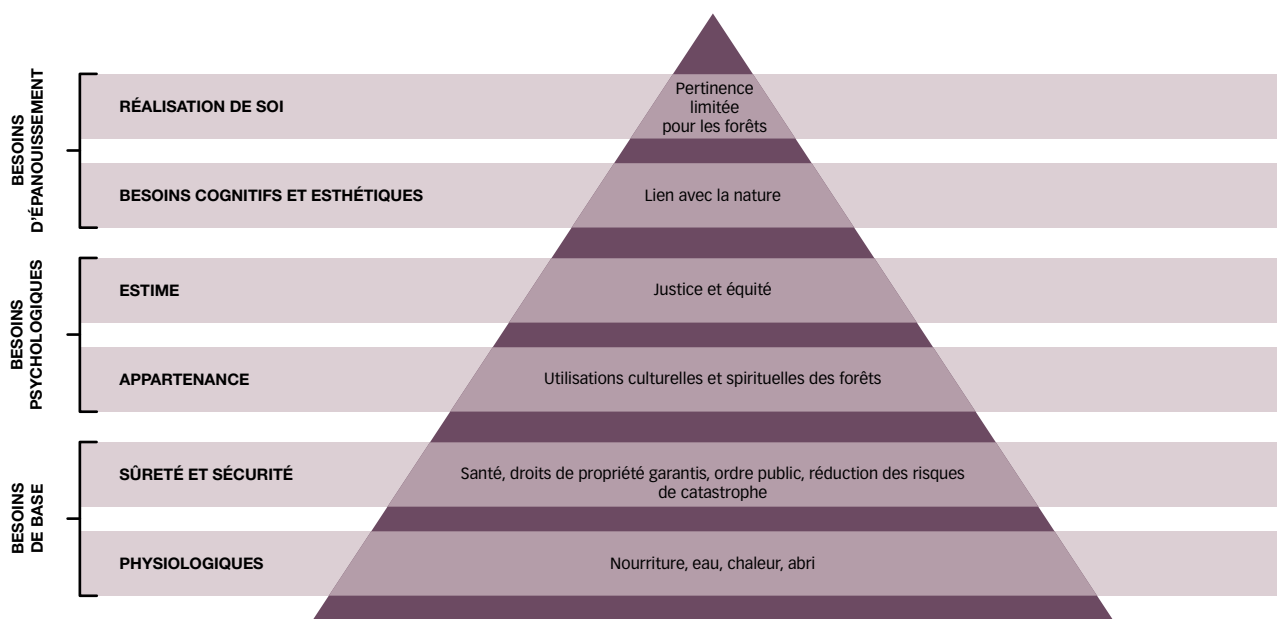 BESOINS
D'ÉPANOUISSEMENT
RÉALISATION DE SOI
Pertinence
limitée
pour les forêts
BESOINS COGNITIFS ET ESTHÉTIQUES
Lien avec la nature
BESOINS
PSYCHOLOGIQUES
ESTIME
Justice et équité
APPARTENANCE
Utilisations culturelles et spirituelles des forêts
BESOINS
DE BASE
SÛRETÉ ET SÉCURITÉ
Santé, droits de propriété garantis, ordre public, réduction des risques
de catastrophe
PHYSIOLOGIQUES
Nourriture, eau, chaleur, abri